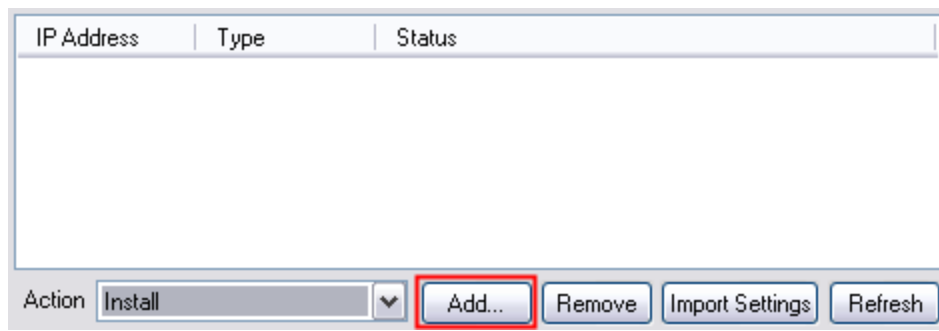 IP Address Type Status
Action Install Add... Remove Import Settings Refresh